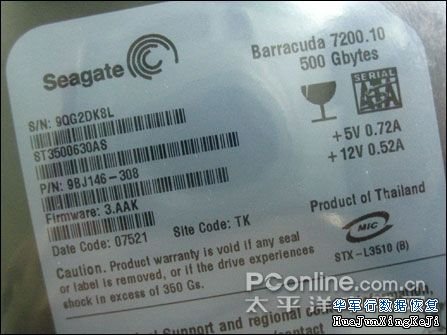 Seagate
Barracuda 7200.10
500 Gbytes
S/N: 9QG2DK8L
SERIAL
ATA
ST3500630AS
+5V 0.72A
+12V 0.52A
P/N: 9BJ146-308
Firmware: 3.AAK
Product of Thailand
Date Code: 07521 Site Code: TK
MIC
STX-L3510 (B)
Caution. Product warranty is void if any seal
or label is removed, or if the drive experiences
shock in excess of 350 Gs.
PConline.com.cn
太平洋
Support and regional
华军行数据恢复
HuaJunXingKeJi